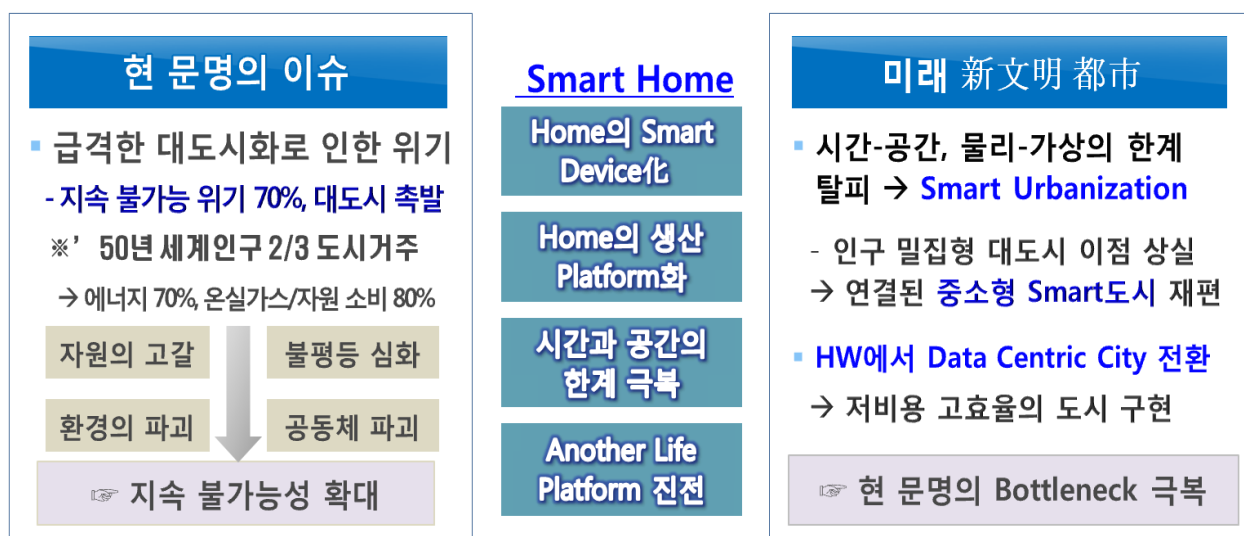 현 문명의 이슈
▪ 급격한 대도시화로 인한 위기
- 지속 불가능 위기 70%, 대도시 촉발
※’ 50년 세계인구 2/3 도시거주
→ 에너지 70%, 온실가스/자원 소비 80%
자원의 고갈
불평등 심화
환경의 파괴
공동체 파괴
☞ 지속 불가능성 확대
Smart Home
Home의 Smart
Device化
Home의 생산
Platform화
시간과 공간의
한계 극복
Another Life
Platform 진전
미래 新文明 都市
▪ 시간-공간, 물리-가상의 한계
탈피 → Smart Urbanization
- 인구 밀집형 대도시 이점 상실
→ 연결된 중소형 Smart도시 재편
▪ HW에서 Data Centric City 전환
→ 저비용 고효율의 도시 구현
☞ 현 문명의 Bottleneck 극복